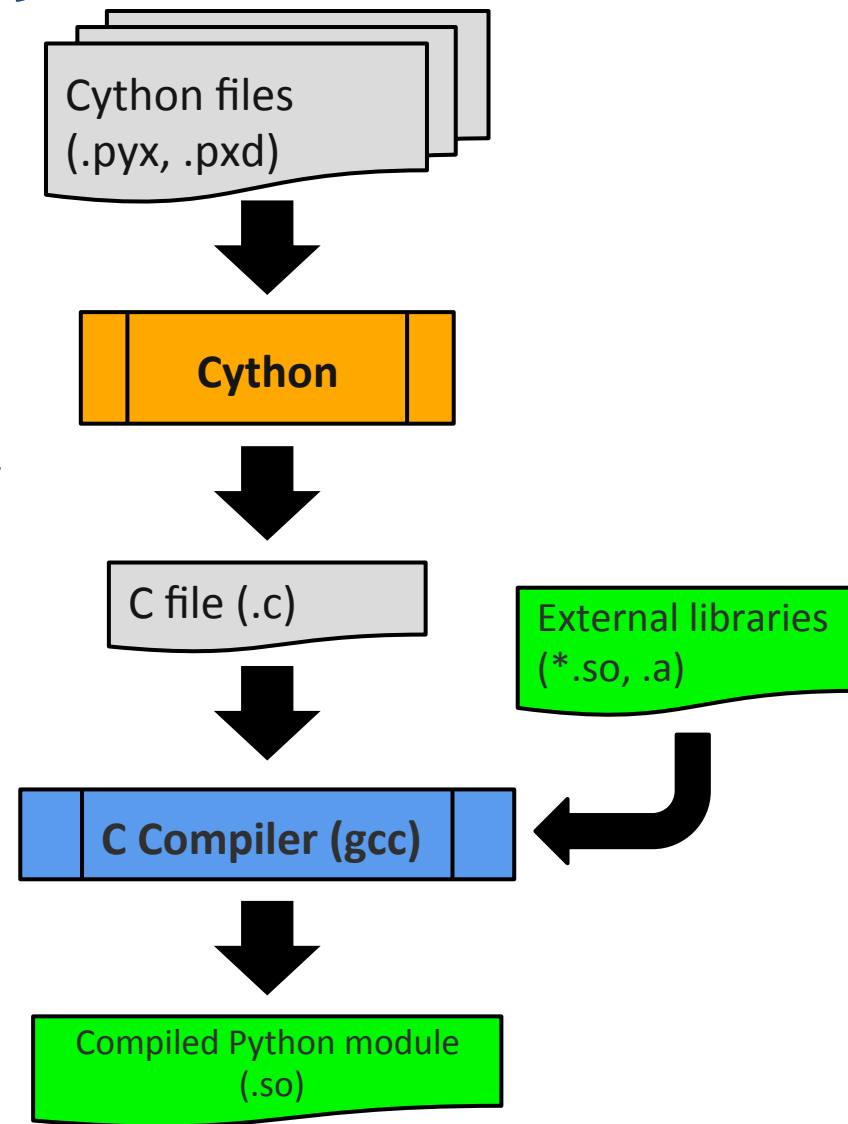 Cython files
(.pyx, .pxd)
Cython
C file (.c)
External libraries
(*.so, .a)
C Compiler (gcc)
Compiled Python module
(.so)